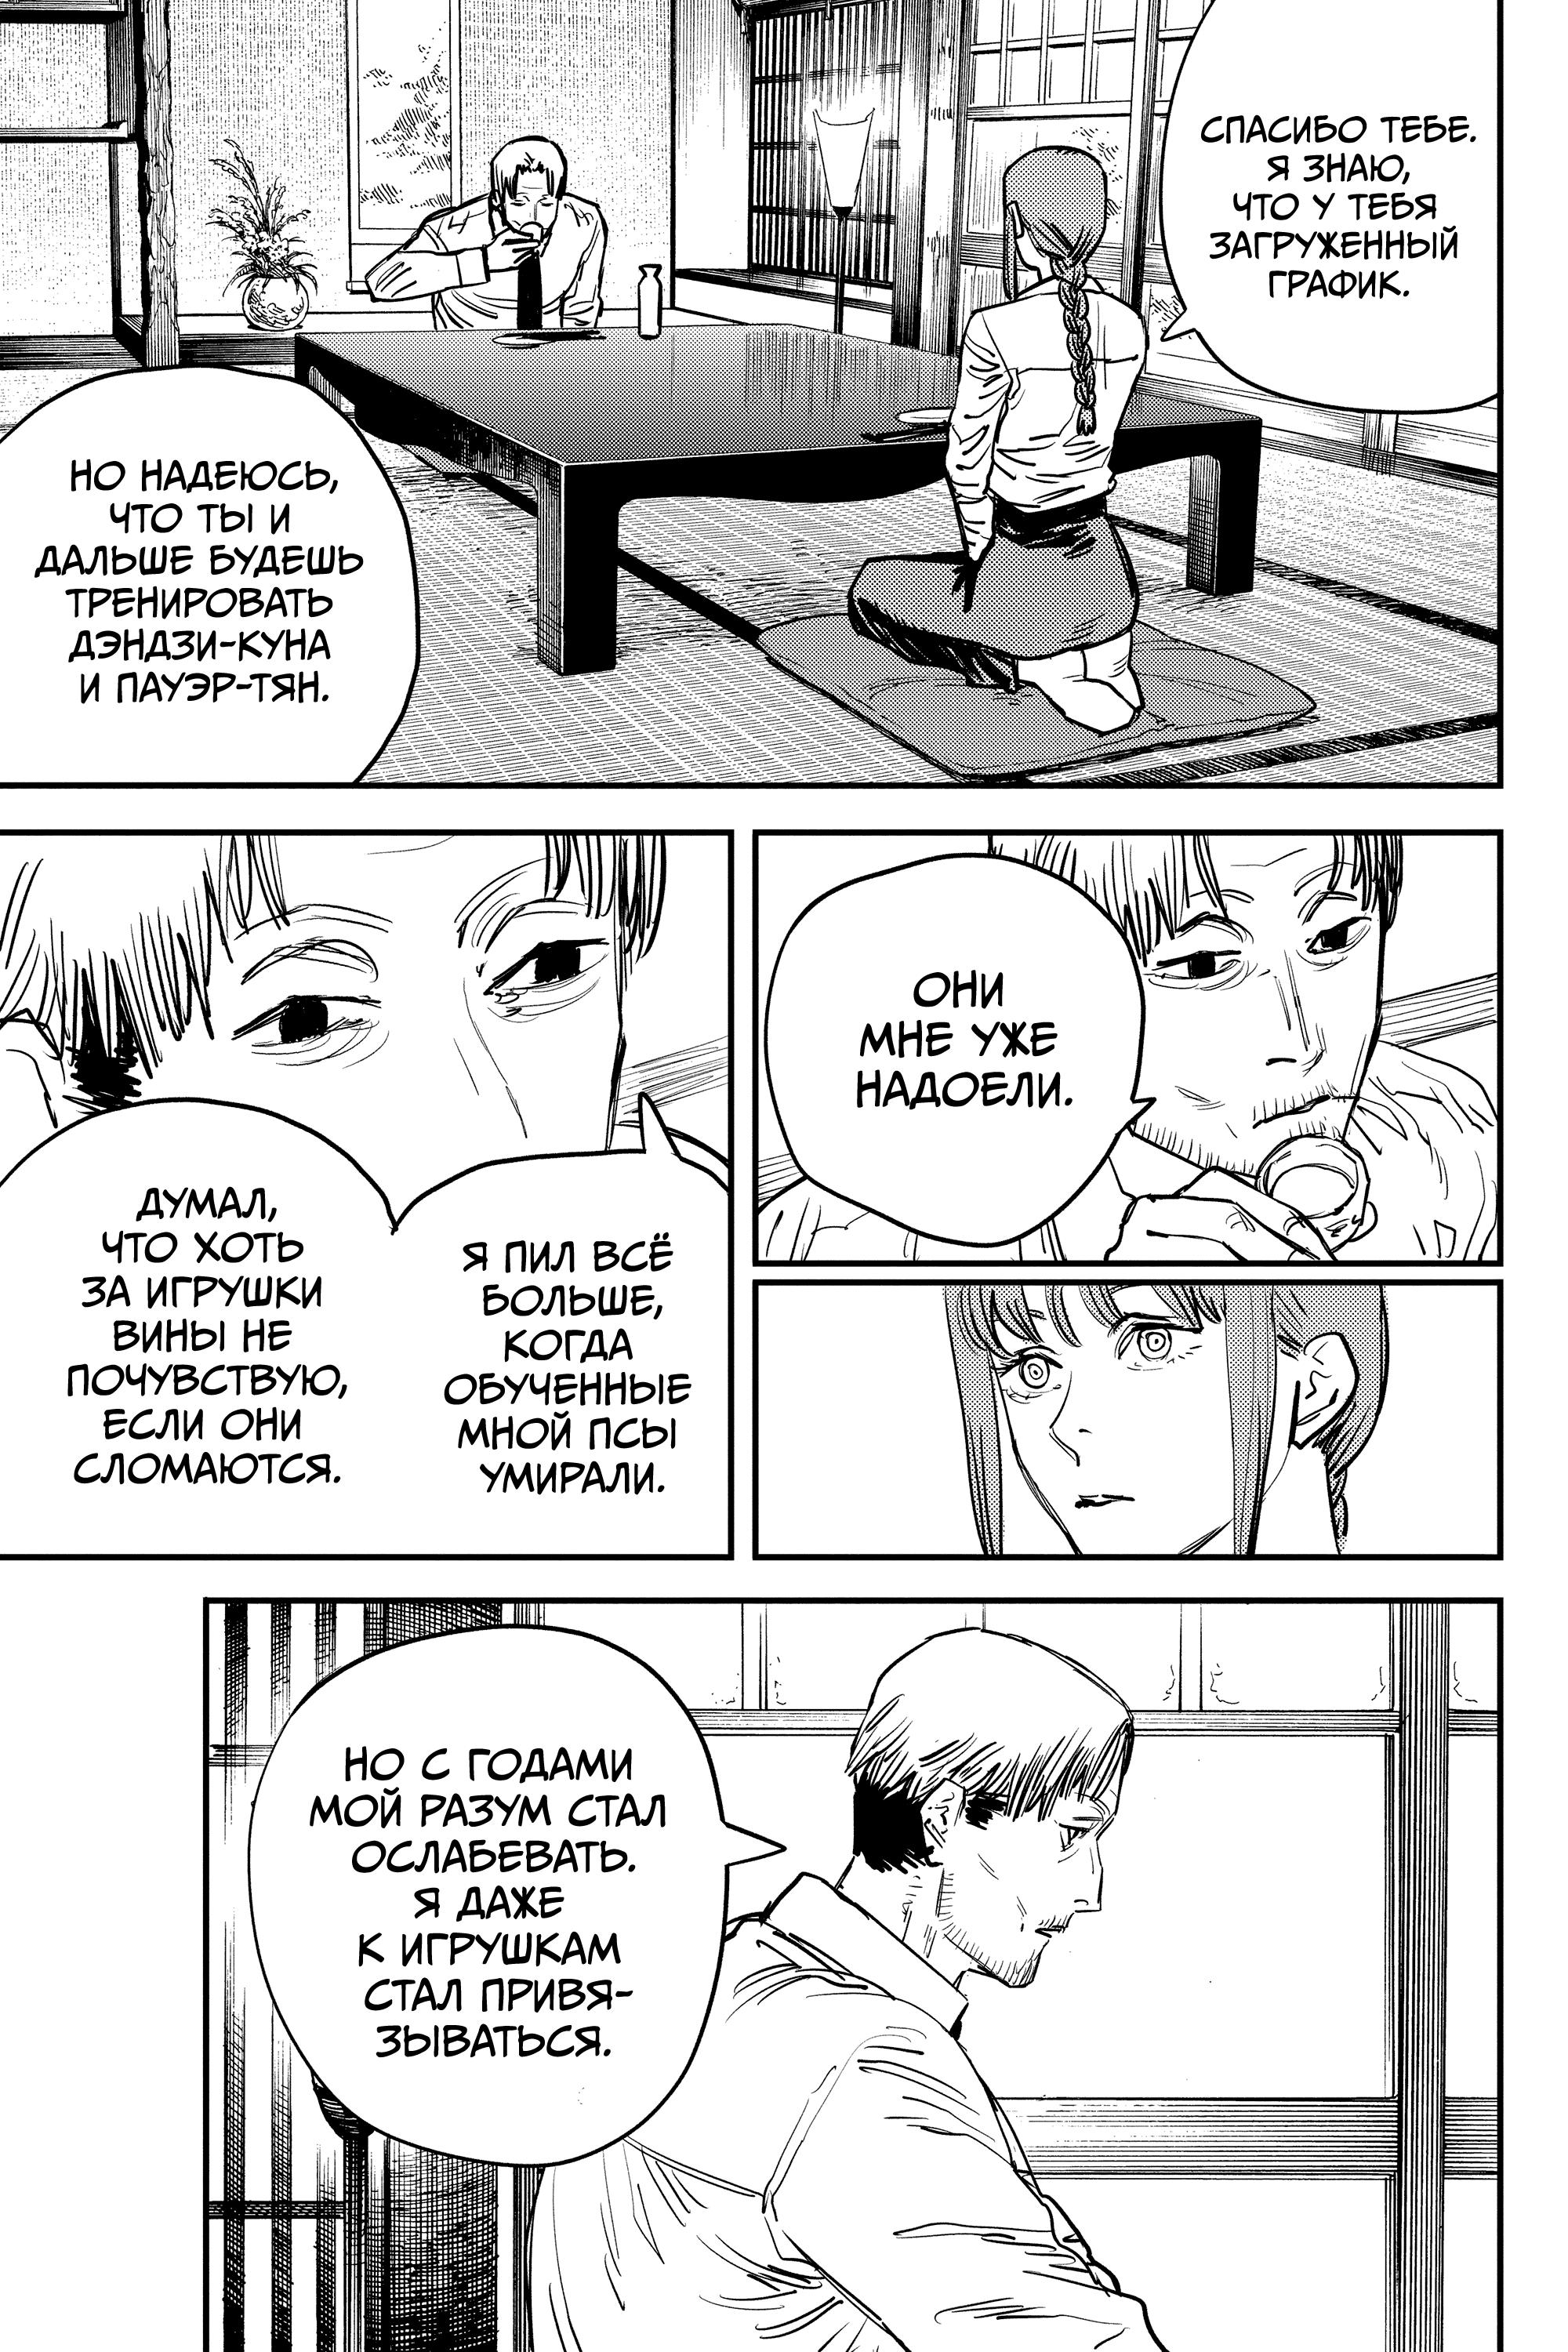 СПАСИБО ТЕБЕ.
Я ЗНАЮ,
ЧТО У ТЕБЯ
ЗАГРУЖЕННЫЙ
ГРАФИК.
НО НАДЕЮСЬ,
ЧТО ТЫ И
ДАЛЬШЕ БУДЕШЬ
ТРЕНИРОВАТЬ
ДЭНДЗИ-КУНА
И ПАУЭР-ТЯН.
ОНИ
МНЕ УЖЕ
НАДОЕЛИ.
Я ПИЛ ВСЁ
БОЛЬШЕ,
КОГДА
ОБУЧЕННЫЕ
МНОЙ ПСЫ
УМИРАЛИ.
ДУМАЛ,
ЧТО ХОТЬ
ЗА ИГРУШКИ
ВИНЫ НЕ
ПОЧУВСТВУЮ,
ЕСЛИ ОНИ
СЛОМАЮТСЯ.
НО С ГОДАМИ
МОЙ РАЗУМ СТАЛ
ОСЛАБЕВАТЬ.
Я ДАЖЕ
К ИГРУШКАМ
СТАЛ ПРИВЯ-
ЗЫВАТЬСЯ.